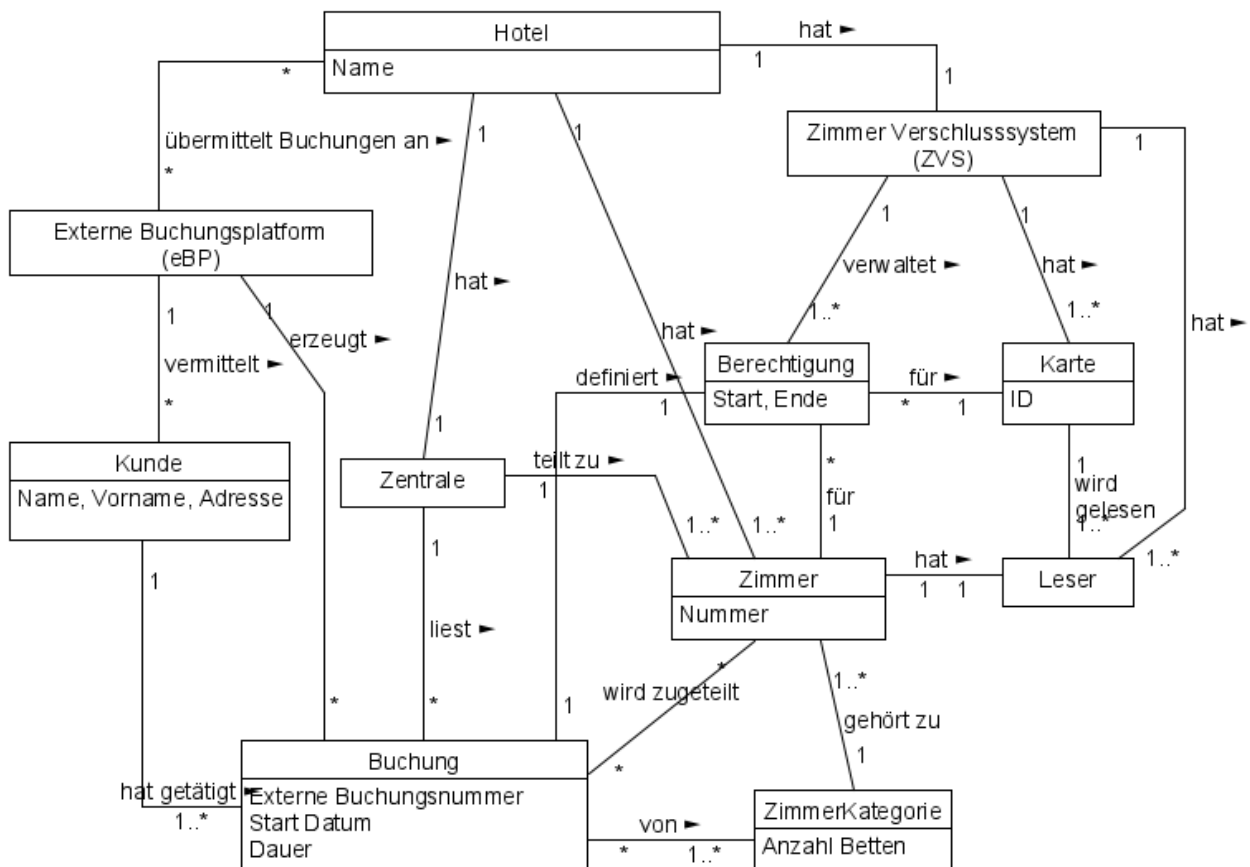 Hotel
Name
hat ►
1
1
*
1
1
übermittelt Buchungen an ►
*
Zimmer Verschlusssystem
(ZVS)
1
Externe Buchungsplatform
(eBP)
1
1
verwaltet ►
hat ►
hat ►
1..*
1..*
hat ►
1
1
erzeugt ►
vermittelt ►
*
hat ►
Berechtigung
Start, Ende
für ►
*
1
Karte
ID
definiert ►
1
Kunde
Name, Vorname, Adresse
1
Zentrale
teilt zu ►
1
*
für
1
1
wird
gelesen
1..*
1..*
1..*
1..*
1
1
Zimmer
Nummer
hat ►
1
1
Leser
liest ►
*
*
1
*
wird zugeteilt
*
1..*
gehört zu
1
hat getätigt ►
1..*
Buchung
Externe Buchungsnummer
Start Datum
Dauer
von ►
*
1..*
ZimmerKategorie
Anzahl Betten